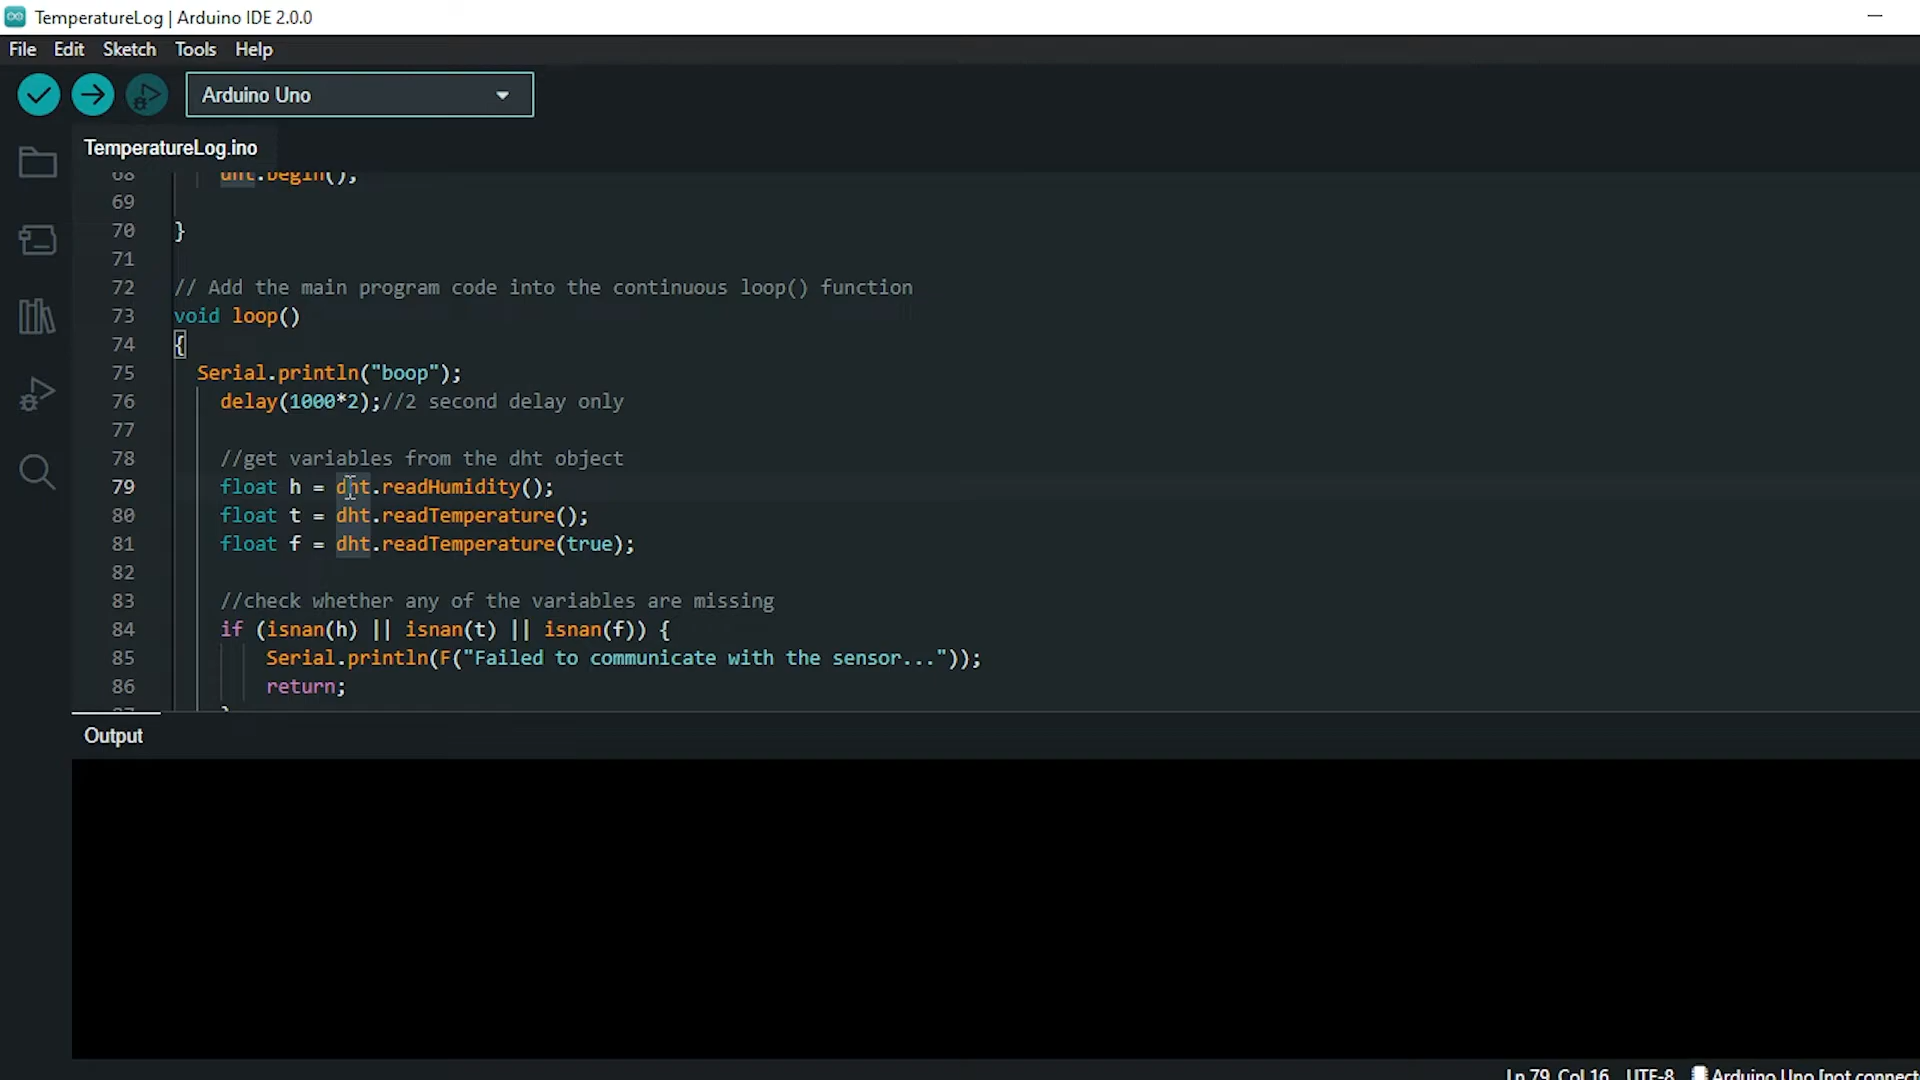 TemperatureLog | Arduino IDE 2.0.0
File Edit Sketch Tools Help
Arduino Uno
TemperatureLog.ino
68 dht.begin();
69
70 }
71
72 // Add the main program code into the continuous loop() function
73 void loop()
74 {
75 Serial.println("boop");
76 delay(1000*2);//2 second delay only
77
78 //get variables from the dht object
79 float h = dht.readHumidity();
80 float t = dht.readTemperature();
81 float f = dht.readTemperature(true);
82
83 //check whether any of the variables are missing
84 if (isnan(h) || isnan(t) || isnan(f)) {
85 Serial.println(F("Failed to communicate with the sensor..."));
86 return;
Output
Ln 79, Col 16 UTF-8 Arduino Uno [not connect